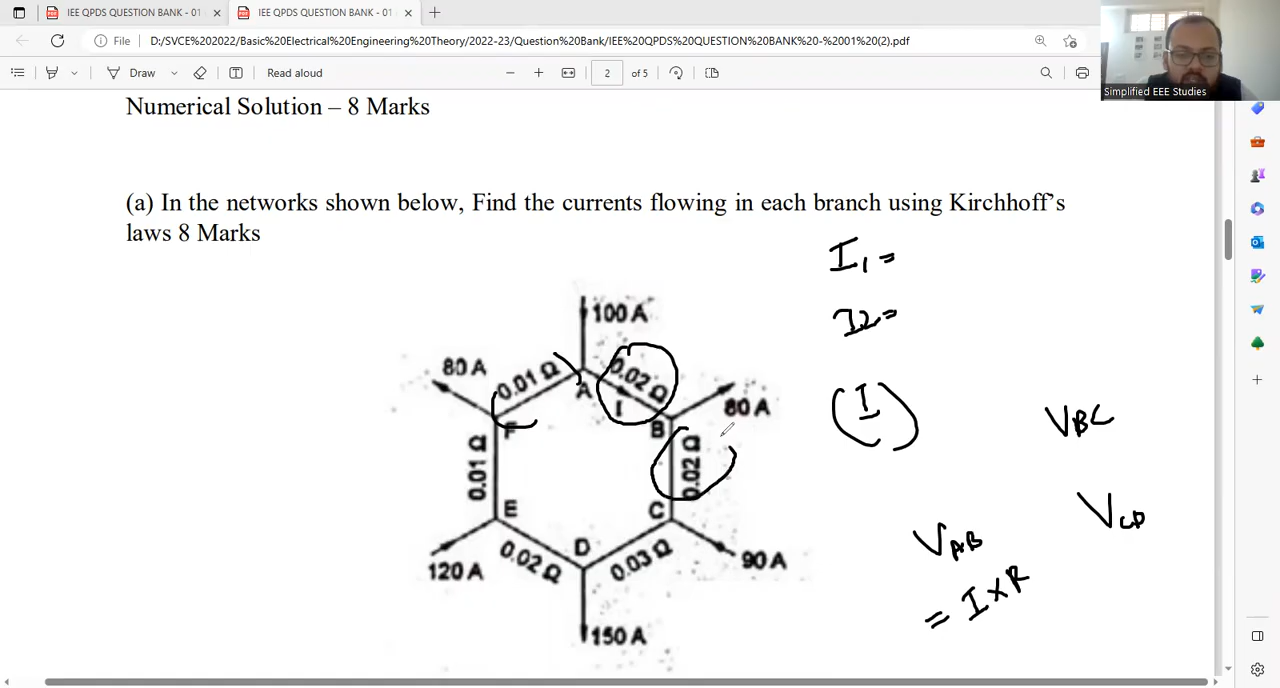 IEE QPDS QUESTION BANK - 01
IEE QPDS QUESTION BANK - 01
File
D:/SVCE%202022/Basic%20Electrical%20Engineering%20Theory/2022-23/Question%20Bank/IEE%20QPDS%20QUESTION%20BANK%20-%2001%20(2).pdf
Draw
Read aloud
2
of 5
Simplified EEE Studies
Numerical Solution – 8 Marks
(a) In the networks shown below, Find the currents flowing in each branch using Kirchhoff's
laws 8 Marks
I1 =
I2 =
(I)
100 A
80 A
0.01 Ω
A
0.02 Ω
I
80 A
F
B
VBC
0.01 Ω
0.02 Ω
E
C
VCD
D
VAB
120 A
0.02 Ω
0.03 Ω
90 A
= I x R
150 A